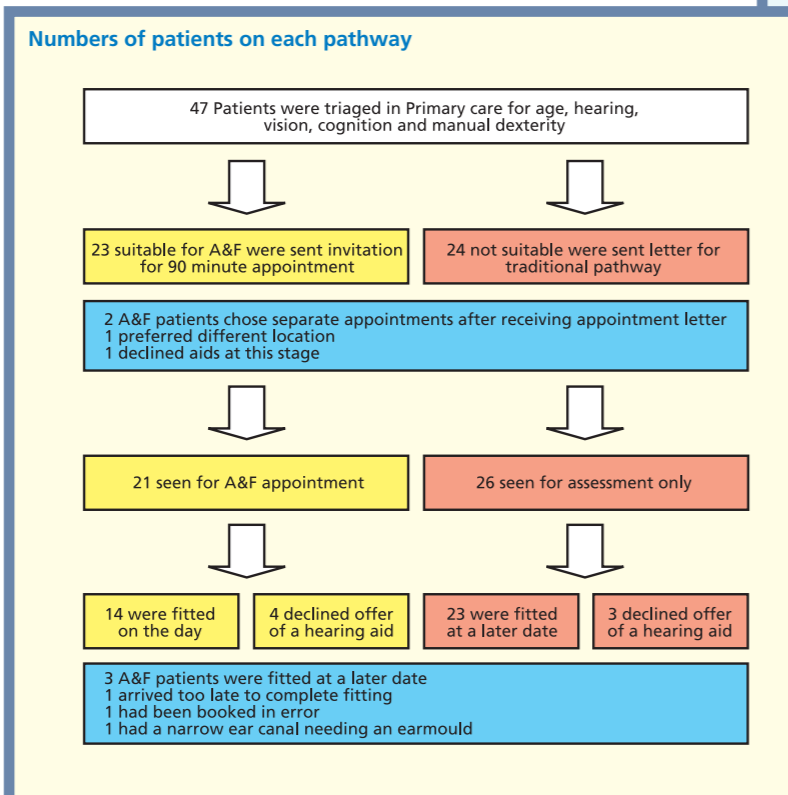 Numbers of patients on each pathway
47 Patients were triaged in Primary care for age, hearing,
vision, cognition and manual dexterity
23 suitable for A&F were sent invitation
for 90 minute appointment
24 not suitable were sent letter for
traditional pathway
2 A&F patients chose separate appointments after receiving appointment letter
1 preferred different location
1 declined aids at this stage
21 seen for A&F appointment
26 seen for assessment only
14 were fitted
on the day
4 declined offer
of a hearing aid
23 were fitted
at a later date
3 declined offer
of a hearing aid
3 A&F patients were fitted at a later date
1 arrived too late to complete fitting
1 had been booked in error
1 had a narrow ear canal needing an earmould